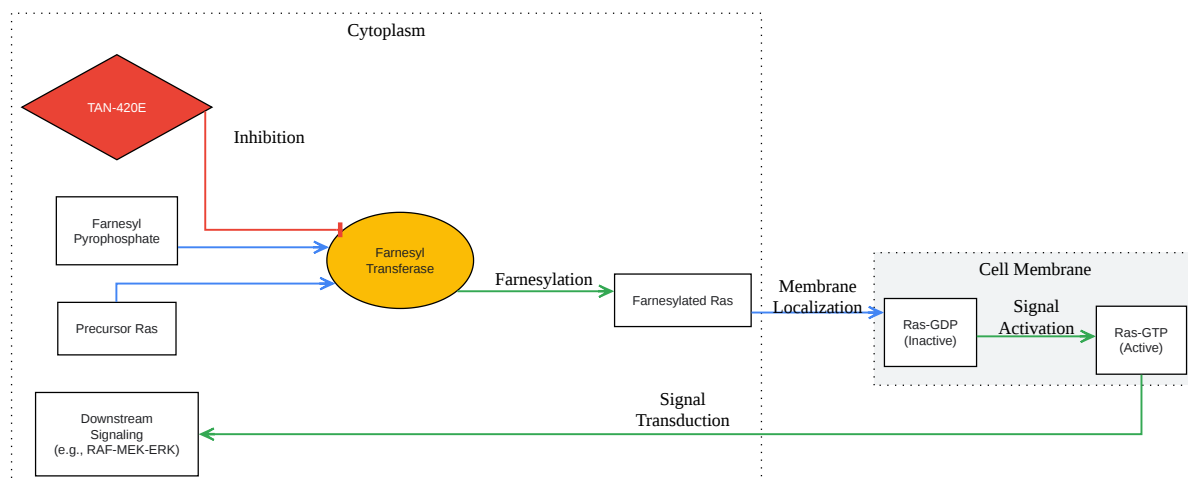 Cytoplasm
TAN-420E
Inhibition
Farnesyl
Pyrophosphate
Farnesyl
Transferase
Precursor Ras
Farnesylation
Farnesylated Ras
Membrane
Localization
Cell Membrane
Ras-GDP
(Inactive)
Signal
Activation
Ras-GTP
(Active)
Downstream
Signaling
(e.g., RAF-MEK-ERK)
Signal
Transduction